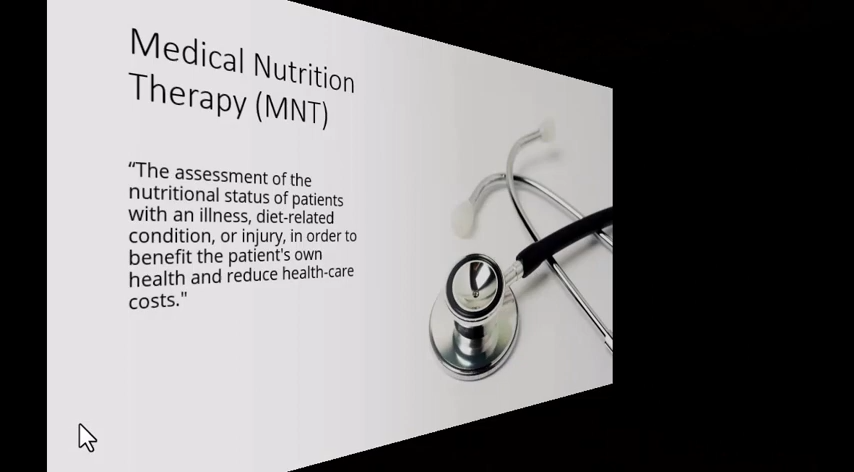 Medical Nutrition
Therapy (MNT)
“The assessment of the
nutritional status of patients
with an illness, diet-related
condition, or injury, in order to
benefit the patient's own
health and reduce health-care
costs."